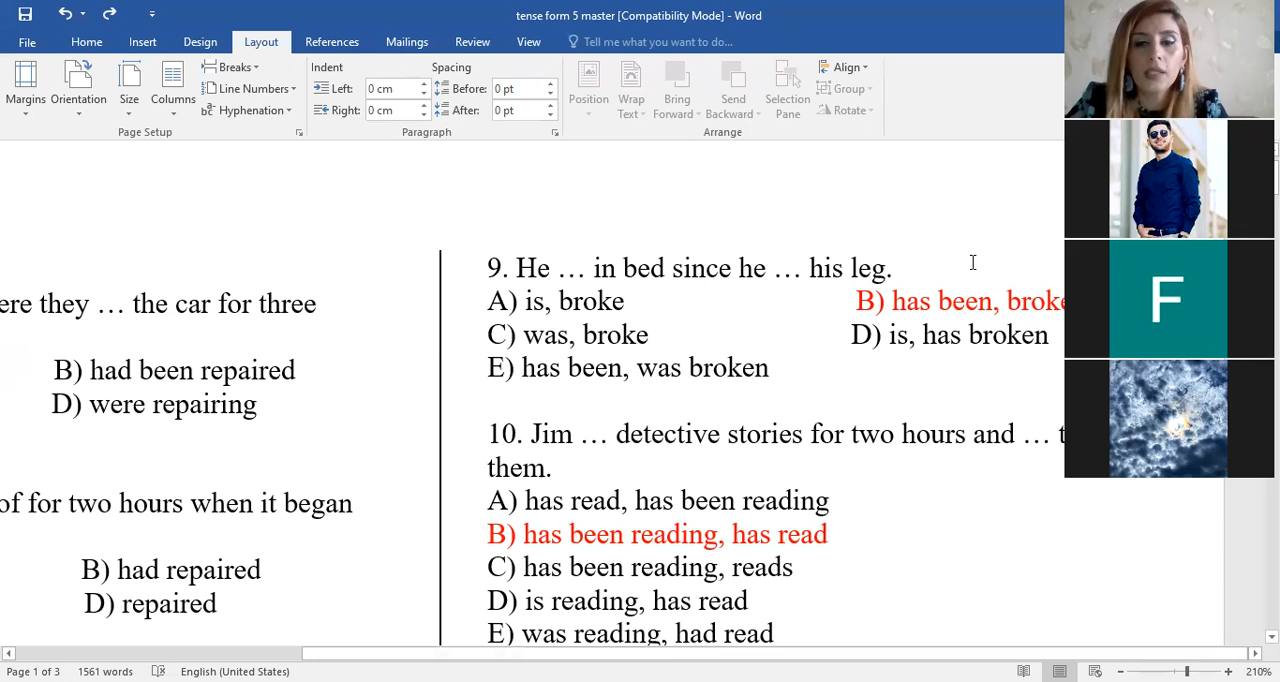 tense form 5 master [Compatibility Mode] - Word
File Home Insert Design Layout References Mailings Review View Tell me what you want to do...
Margins Orientation Size Columns
Breaks
Line Numbers
Hyphenation
Page Setup
Indent Spacing
Left: 0 cm Before: 0 pt
Right: 0 cm After: 0 pt
Paragraph
Position Wrap Text Bring Forward Send Backward Selection Pane
Align
Group
Rotate
Arrange
ere they … the car for three
B) had been repaired
D) were repairing
of for two hours when it began
B) had repaired
D) repaired
9. He … in bed since he … his leg.
A) is, broke B) has been, broke
C) was, broke D) is, has broken
E) has been, was broken
10. Jim … detective stories for two hours and …
them.
A) has read, has been reading
B) has been reading, has read
C) has been reading, reads
D) is reading, has read
E) was reading, had read
F
Page 1 of 3 1561 words English (United States) 210%